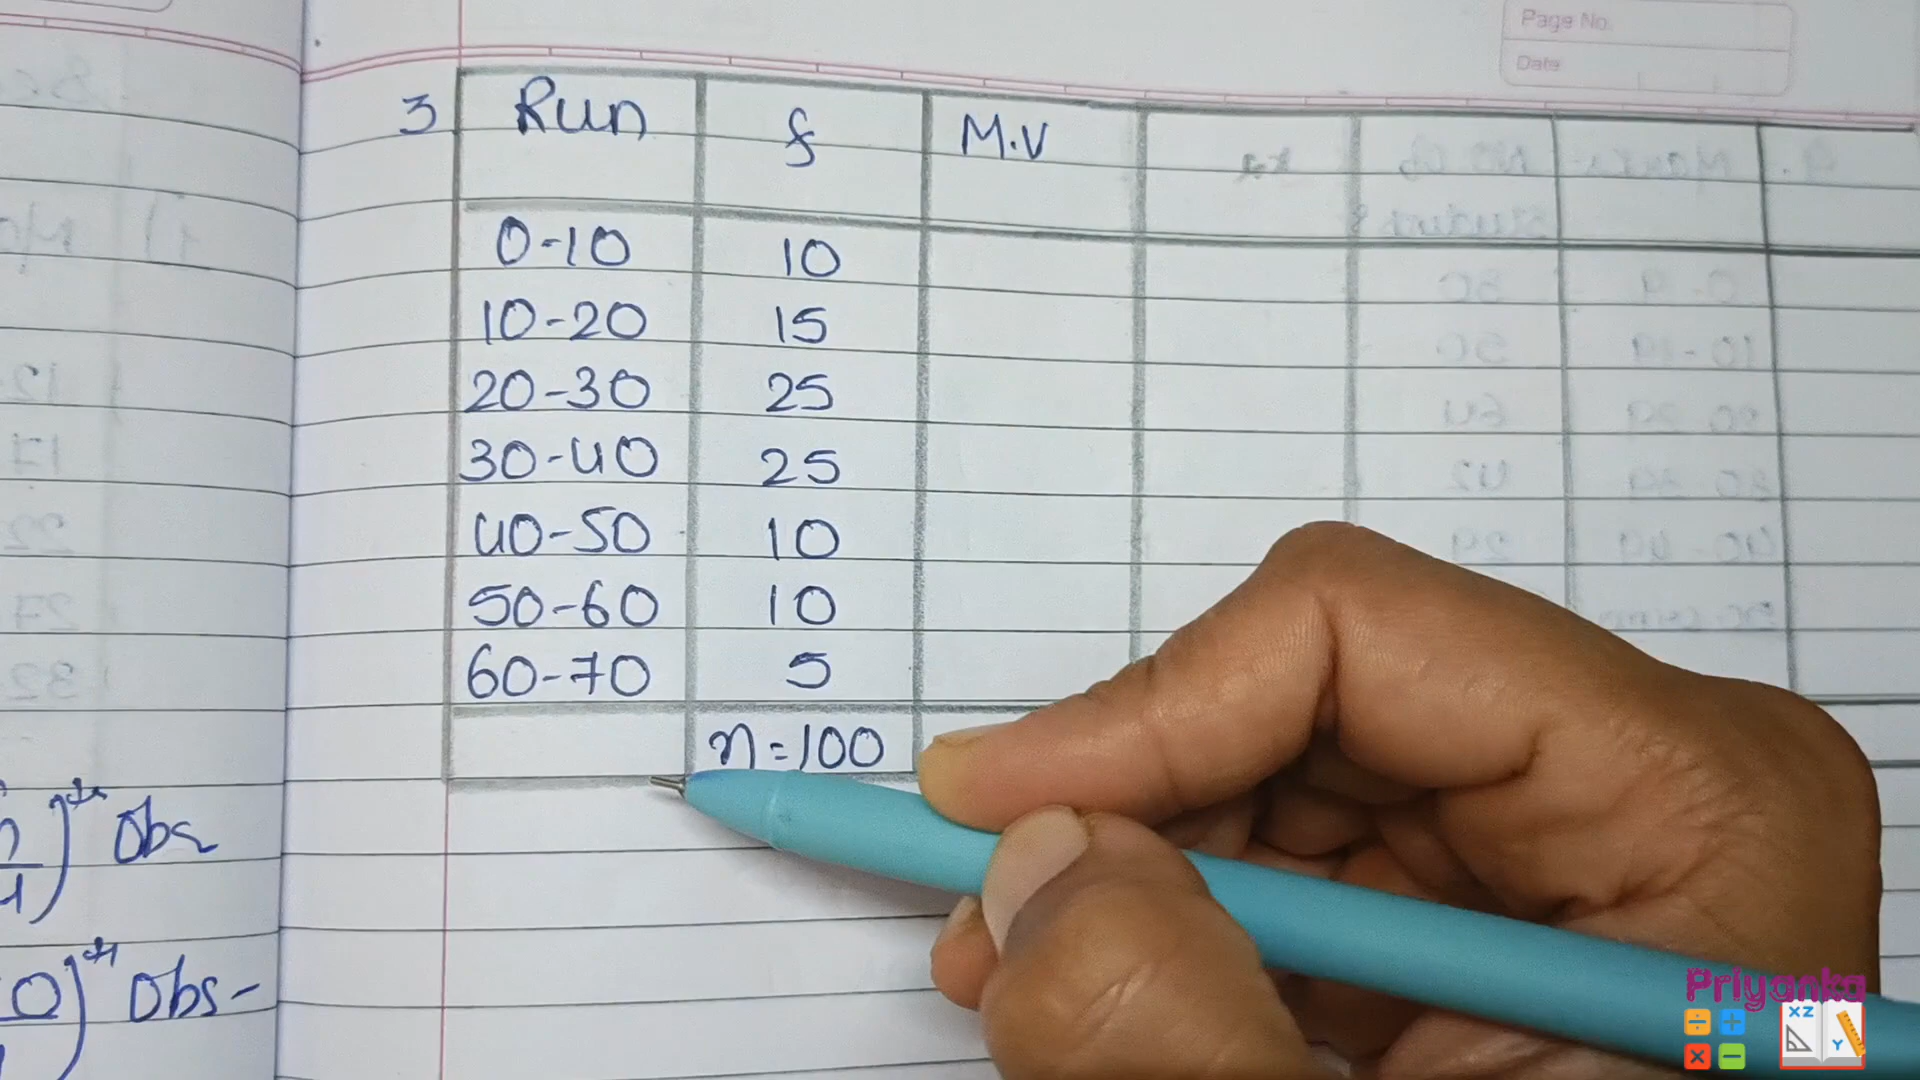 Page No.
Date
3 Run f M.V
0-10 10
10-20 15
20-30 25
30-40 25
40-50 10
50-60 10
60-70 5
n=100
Obs
Obs-
Priyanka
XZ
Y